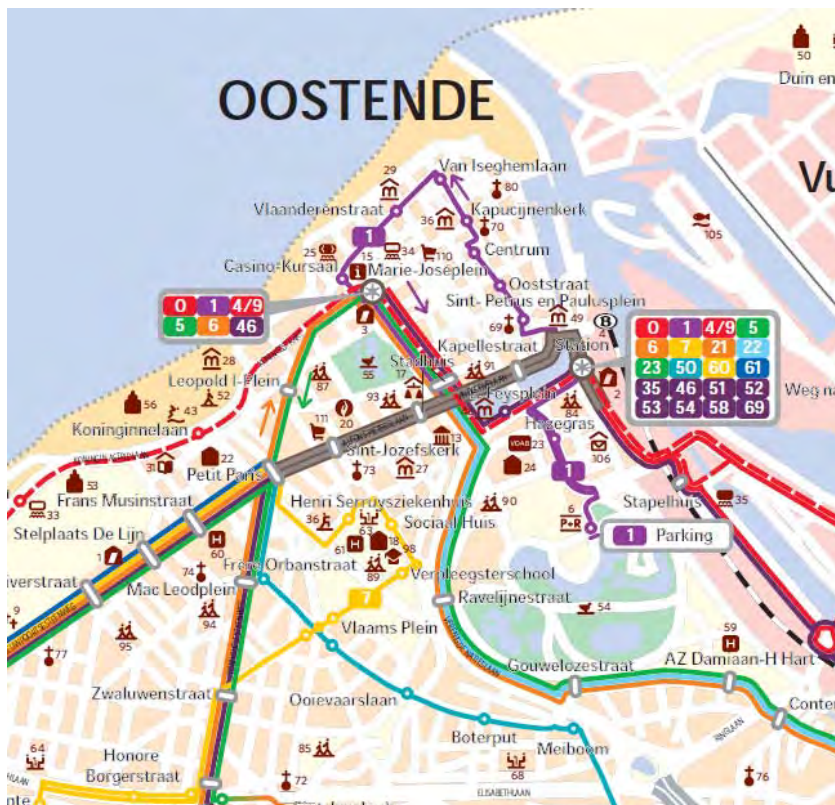 50
Duin en
OOSTENDE
29
Van Iseghemlaan
80
Vlaanderenstraat
36
Kapucijnenkerk
70
105
1
25
15
34
110
Centrum
Casino-Kursaal
Marie-Joséplein
Ooststraat
Sint- Petrus en Paulusplein
0 1 4/9
5 6 46
3
69
49
B
4
Kapellestraat
Station
0 1 4/9 5
6 7 21 22
23 50 60 61
35 46 51 52
53 54 58 69
28
Stadhuis
91
Leopold I-Plein
87
55
17
2
Weg na
56
43
52
93
Feysplein
84
Koninginnelaan
111
20
13
Hazegras
VDAB
23
106
22
31
Sint-Jozefskerk
24
Petit Paris
73
27
1
53
Frans Musinstraat
Henri Serruysziekenhuis
90
Stapelhuis
35
33
36
63
Sociaal Huis
6
P+R
Stelplaats De Lijn
H
60
H
61
18
98
1 Parking
1
Frère Orbanstraat
89
Verpleegsterschool
74
iverstraat
Mac Leodplein
7
Ravelijnestraat
54
9
94
Vlaams Plein
59
H
95
77
Gouwelozestraat
AZ Damiaan-H Hart
Zwaluwenstraat
Ooievaarslaan
Conter
RINGLAAN
Boterput
Meiboom
64
85
Honore
Borgerstraat
68
72
76
ELISABETHLAAN
nte